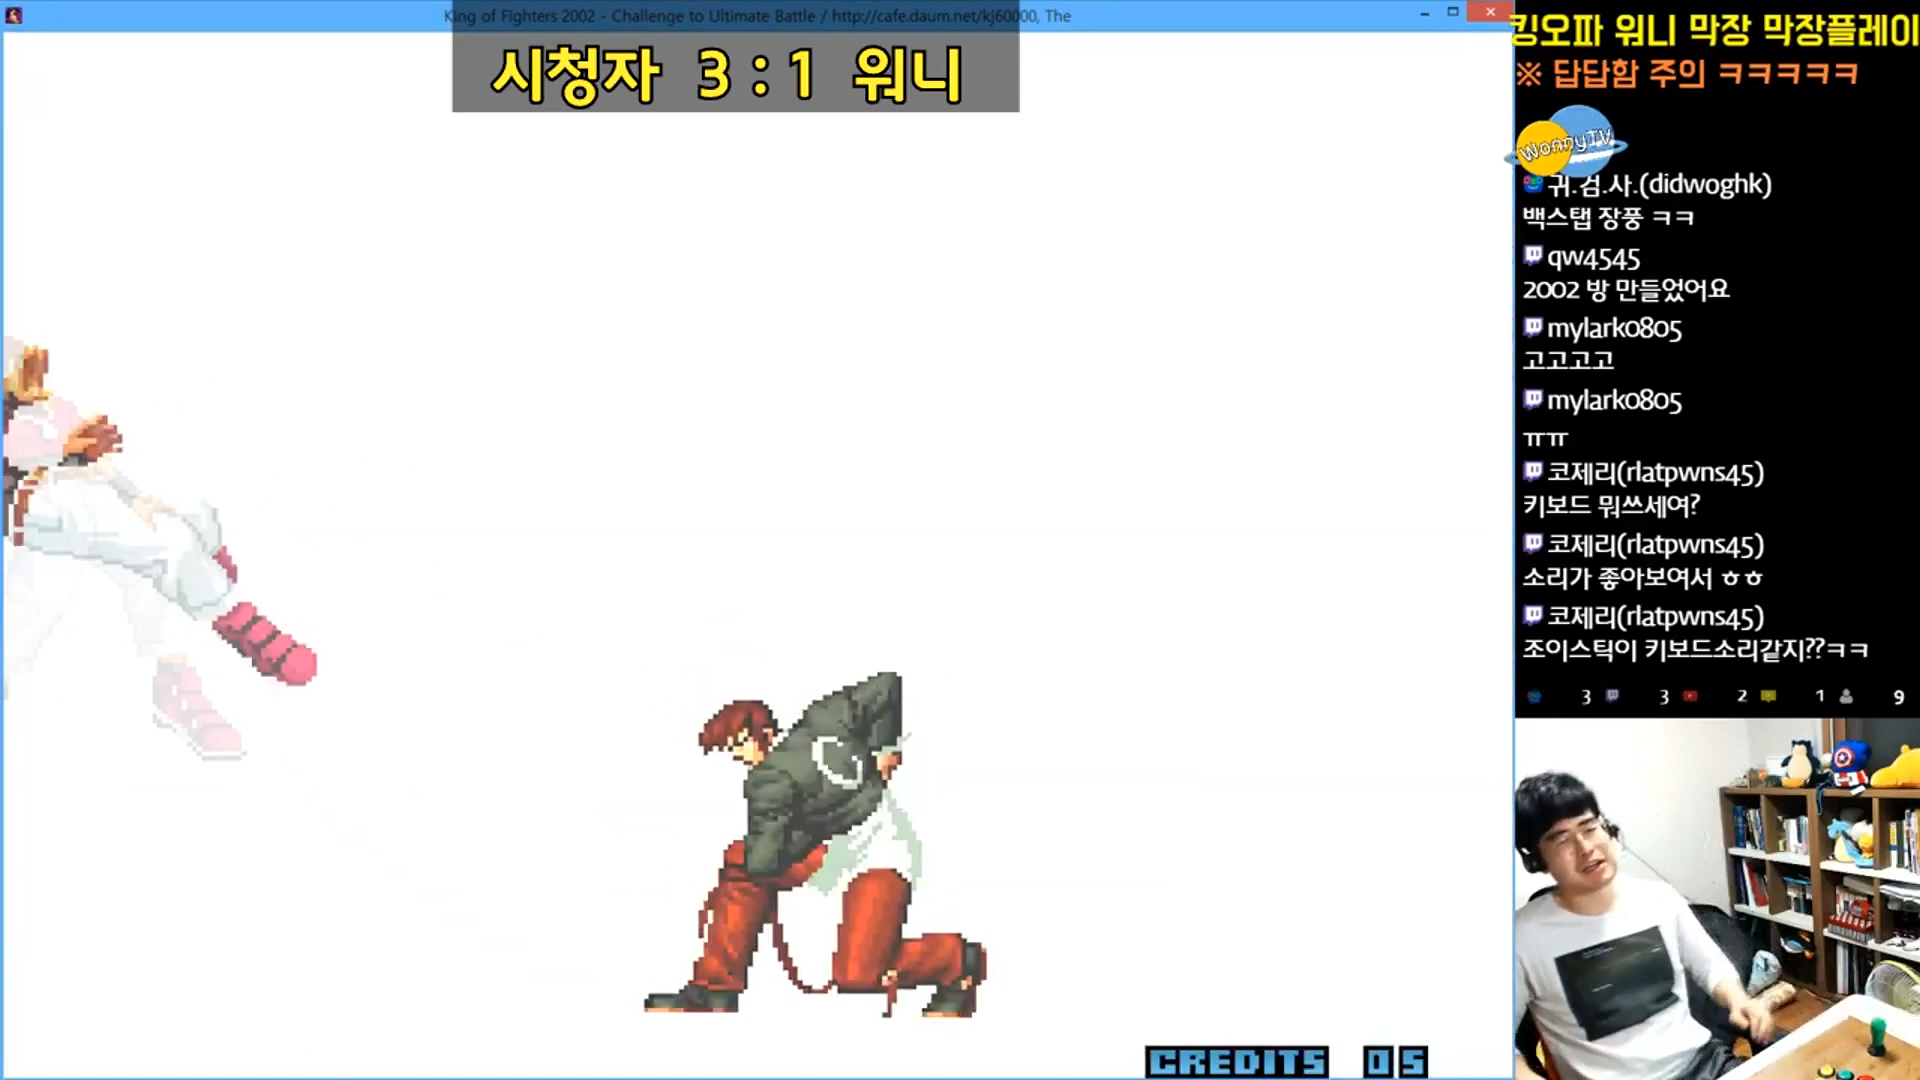 King of Fighters 2002 - Challenge to Ultimate Battle / http://cafe.daum.net/kj60000, The
시청자 3 : 1 워니
킹오파 워니 막장 막장플레이
※ 답답함 주의 ㅋㅋㅋㅋㅋ
WonnyTV
귀.검.사.(didwoghk)
백스탭 장풍 ㅋㅋ
qw4545
2002 방 만들었어요
mylark0805
고고고고
mylark0805
ㅠㅠ
코제리(rlatpwns45)
키보드 뭐쓰세여?
코제리(rlatpwns45)
소리가 좋아보여서 ㅎㅎ
코제리(rlatpwns45)
조이스틱이 키보드소리같지??ㅋㅋ
3 3 2 1 9
CREDITS 05